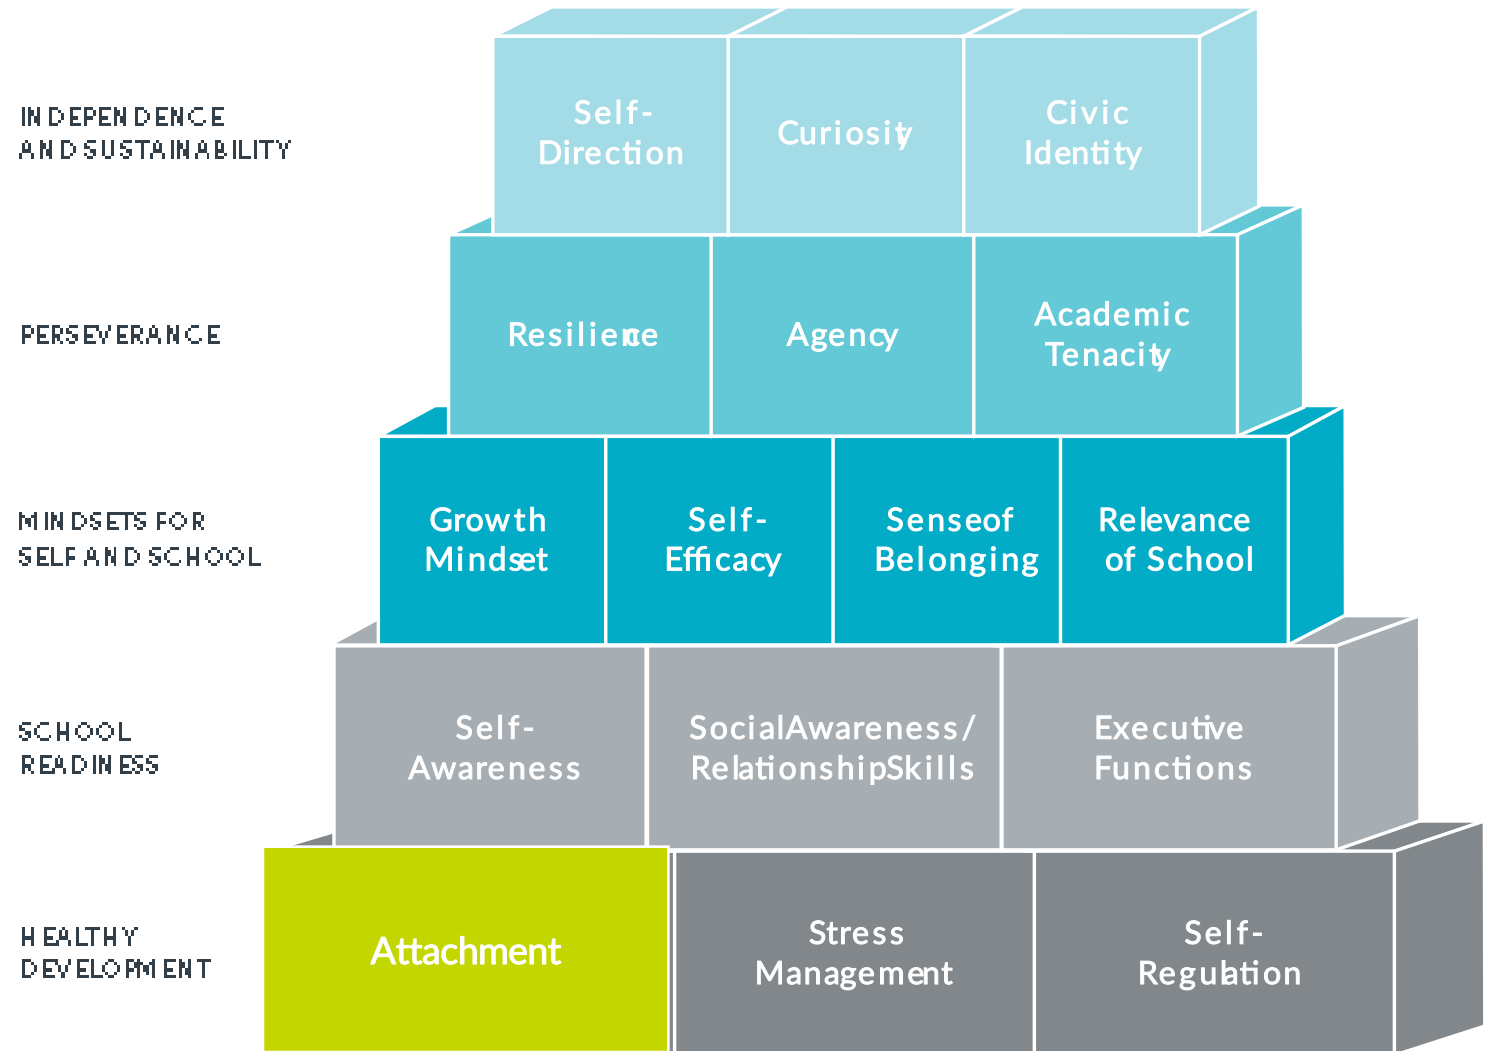 INDEPENDENCE
AND SUSTAINABILITY
Self-
Direction
Curiosity
Civic
Identity
PERSEVERANCE
Resilience
Agency
Academic
Tenacity
MINDSETS FOR
SELF AND SCHOOL
Growth
Mindset
Self-
Efficacy
Sense of
Belonging
Relevance
of School
SCHOOL
READINESS
Self-
Awareness
Social Awareness/
Relationship Skills
Executive
Functions
HEALTHY
DEVELOPMENT
Attachment
Stress
Management
Self-
Regulation